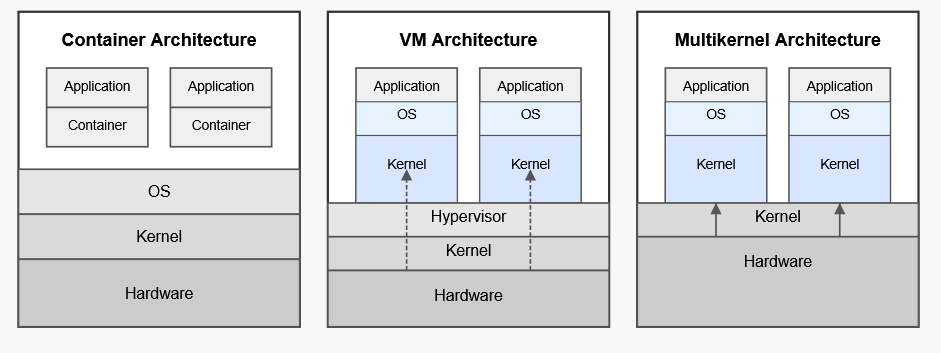 Container Architecture
Application
Application
Container
Container
OS
Kernel
Hardware
VM Architecture
Application
Application
OS
OS
Kernel
Kernel
Hypervisor
Kernel
Hardware
Multikernel Architecture
Application
Application
OS
OS
Kernel
Kernel
Kernel
Hardware